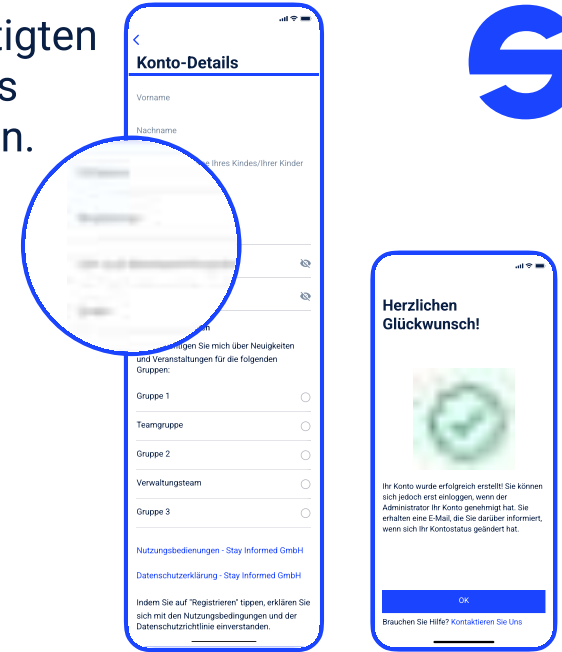 tigten
s
n.
Konto-Details
Vorname
Nachname
e Ihres Kindes/Ihrer Kinder
Sie mich über Neuigkeiten
und Veranstaltungen für die folgenden
Gruppen:
Gruppe 1
Teamgruppe
Gruppe 2
Verwaltungsteam
Gruppe 3
Nutzungsbedienungen - Stay Informed GmbH
Datenschutzerklärung - Stay Informed GmbH
Indem Sie auf "Registrieren" tippen, erklären Sie
sich mit den Nutzungsbedingungen und der
Datenschutzrichtlinie einverstanden.
Herzlichen
Glückwunsch!
Ihr Konto wurde erfolgreich erstellt! Sie können
sich jedoch erst einloggen, wenn der
Administrator Ihr Konto genehmigt hat. Sie
erhalten eine E-Mail, die Sie darüber informiert,
wenn sich Ihr Kontostatus geändert hat.
OK
Brauchen Sie Hilfe? Kontaktieren Sie Uns